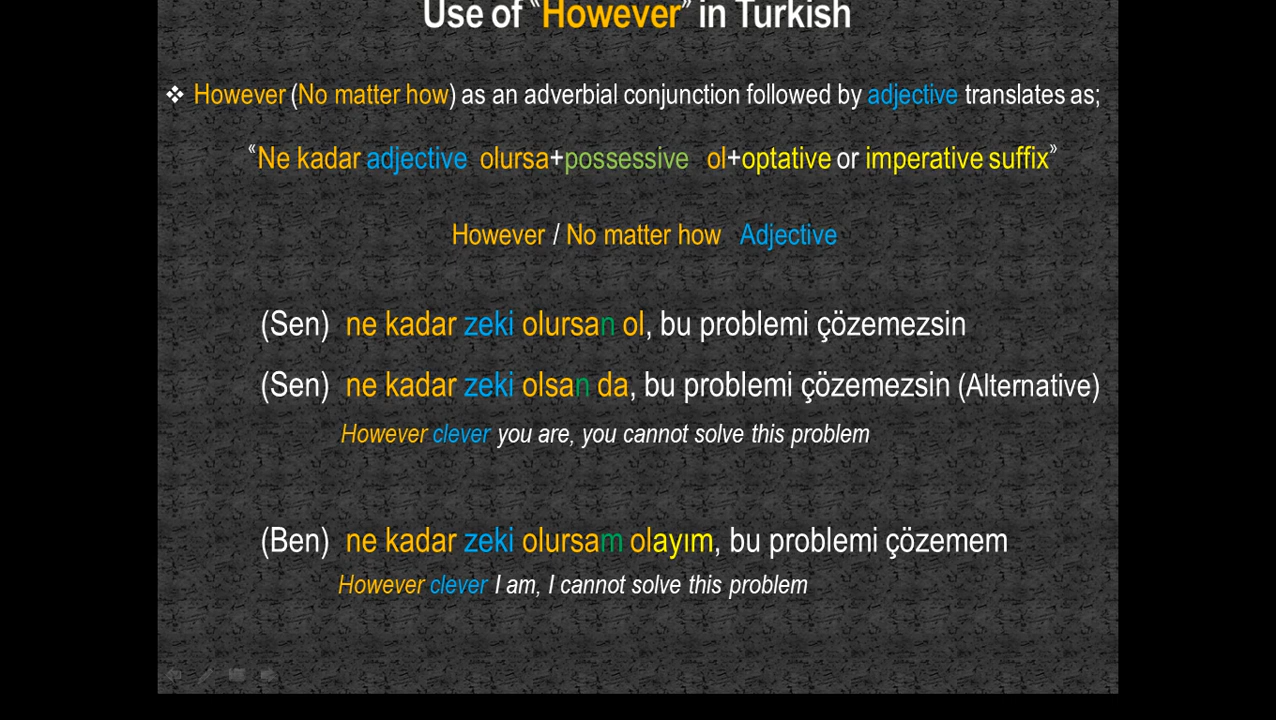 Use of “However” in Turkish
❖ However (No matter how) as an adverbial conjunction followed by adjective translates as;
“Ne kadar adjective olursa+possessive ol+optative or imperative suffix”
However / No matter how Adjective
(Sen) ne kadar zeki olursan ol, bu problemi çözemezsin
(Sen) ne kadar zeki olsan da, bu problemi çözemezsin (Alternative)
However clever you are, you cannot solve this problem
(Ben) ne kadar zeki olursam olayım, bu problemi çözemem
However clever I am, I cannot solve this problem